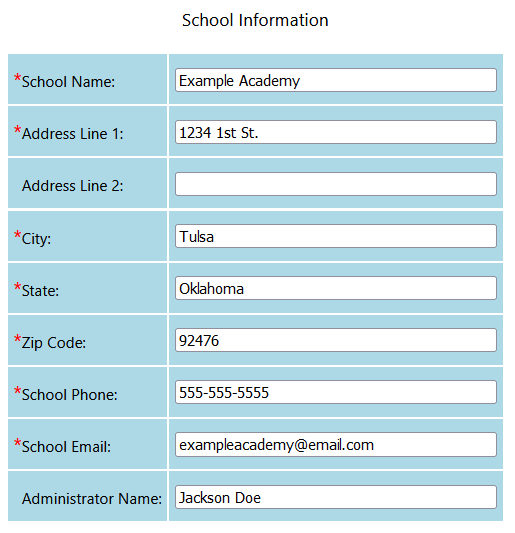 School Information
*School Name: Example Academy
*Address Line 1: 1234 1st St.
Address Line 2:
*City: Tulsa
*State: Oklahoma
*Zip Code: 92476
*School Phone: 555-555-5555
*School Email: exampleacademy@email.com
Administrator Name: Jackson Doe